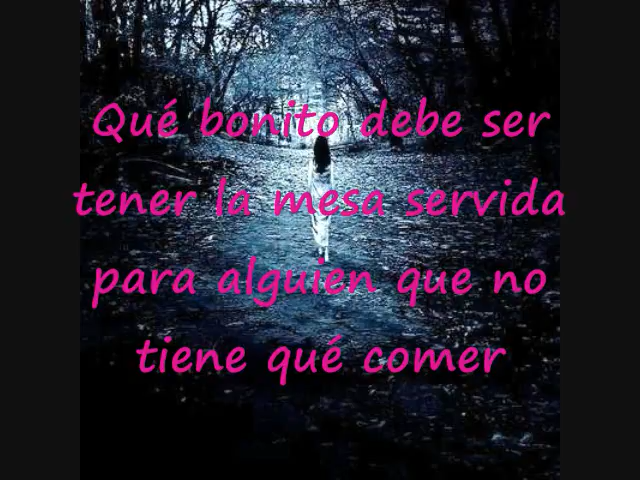 Qué bonito debe ser
tener la mesa servida
para alguien que no
tiene qué comer